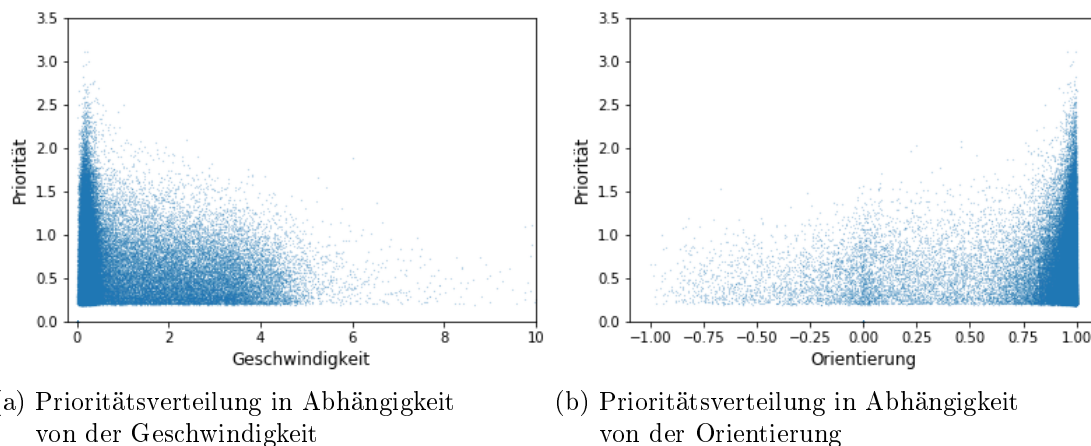 3.5
3.0
2.5
2.0
1.5
1.0
0.5
0.0
Priorität
0 2 4 6 8 10
Geschwindigkeit
3.5
3.0
2.5
2.0
1.5
1.0
0.5
0.0
Priorität
−1.00 −0.75 −0.50 −0.25 0.00 0.25 0.50 0.75 1.00
Orientierung
a) Prioritätsverteilung in Abhängigkeit
von der Geschwindigkeit
(b) Prioritätsverteilung in Abhängigkeit
von der Orientierung